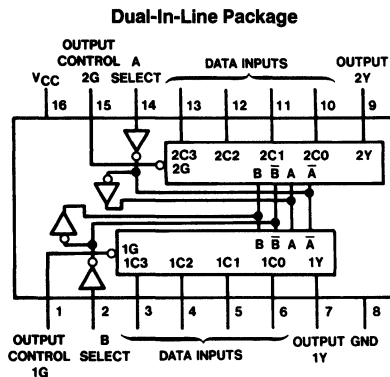 Dual-In-Line Package
OUTPUT A
CONTROL SELECT DATA INPUTS OUTPUT
VCC 2G 2Y
16 15 14 13 12 11 10 9
2C3 2C2 2C1 2C0 2Y
2G
B B̅ A A̅
B B̅ A A̅
1G
1C3 1C2 1C1 1C0 1Y
1 2 3 4 5 6 7 8
OUTPUT B OUTPUT GND
CONTROL SELECT DATA INPUTS 1Y
1G